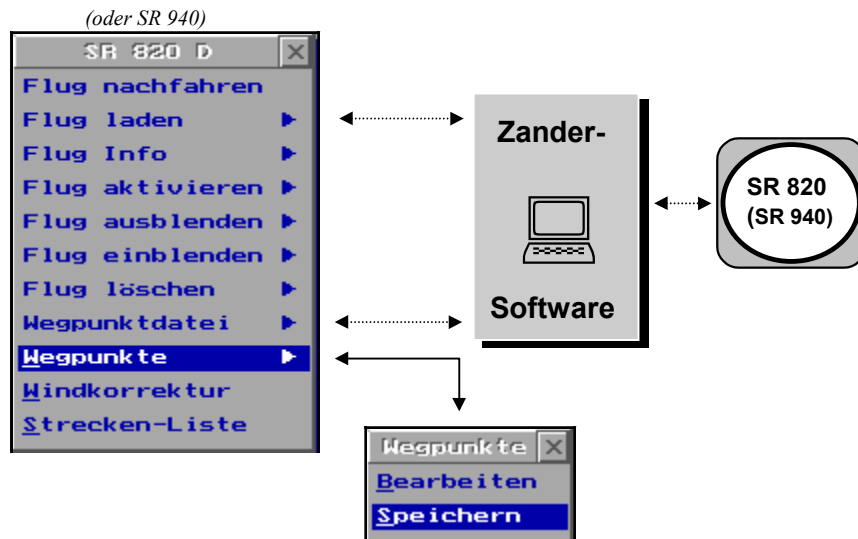 (oder SR 940)
SR 820 D
Flug nachfahren
Flug laden
Flug Info
Flug aktivieren
Flug ausblenden
Flug einblenden
Flug löschen
Wegpunktdatei
Wegpunkte
Windkorrektur
Strecken-Liste
Zander-
Software
SR 820
(SR 940)
Wegpunkte
Bearbeiten
Speichern